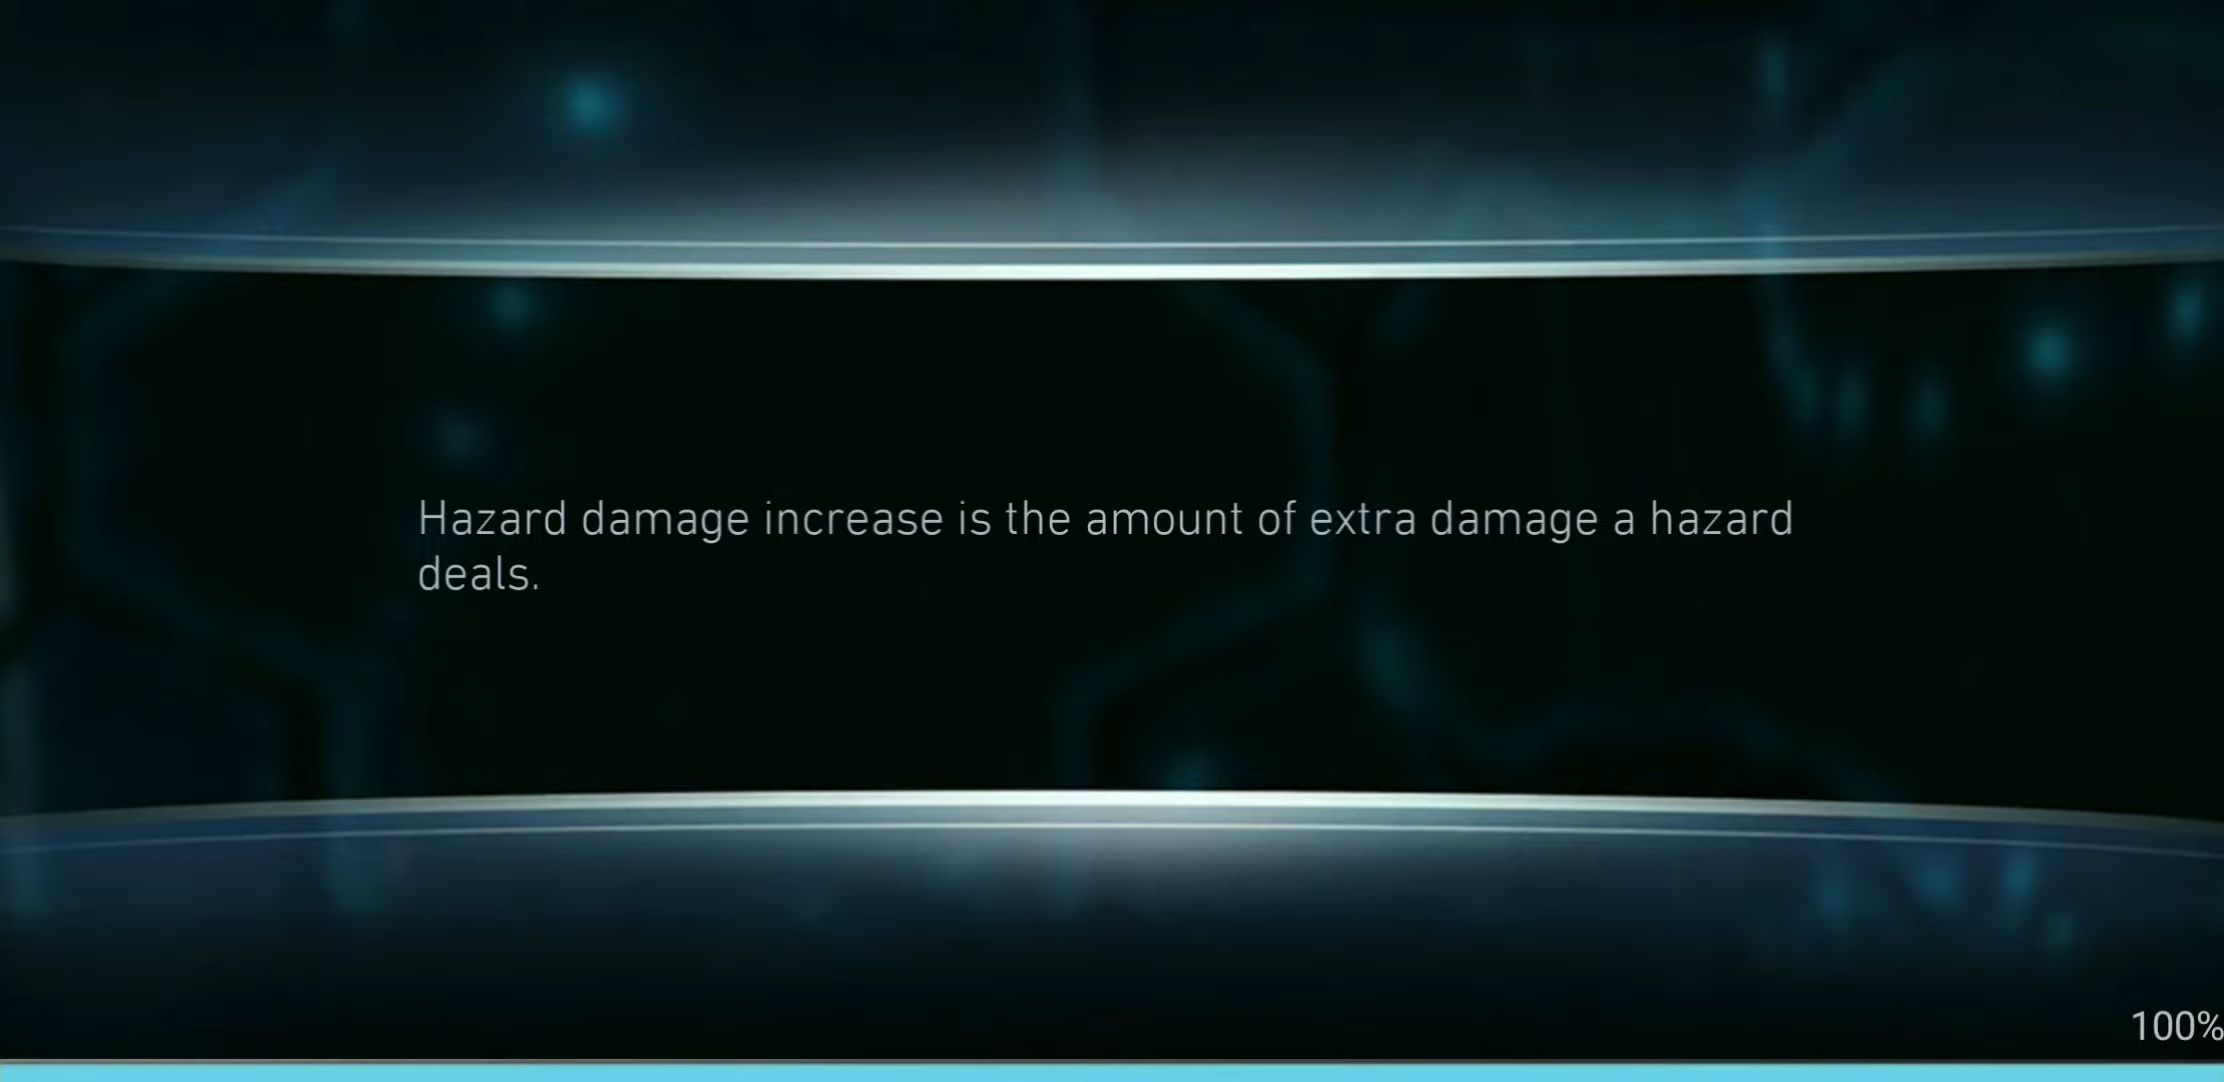 Hazard damage increase is the amount of extra damage a hazard
deals.
100%